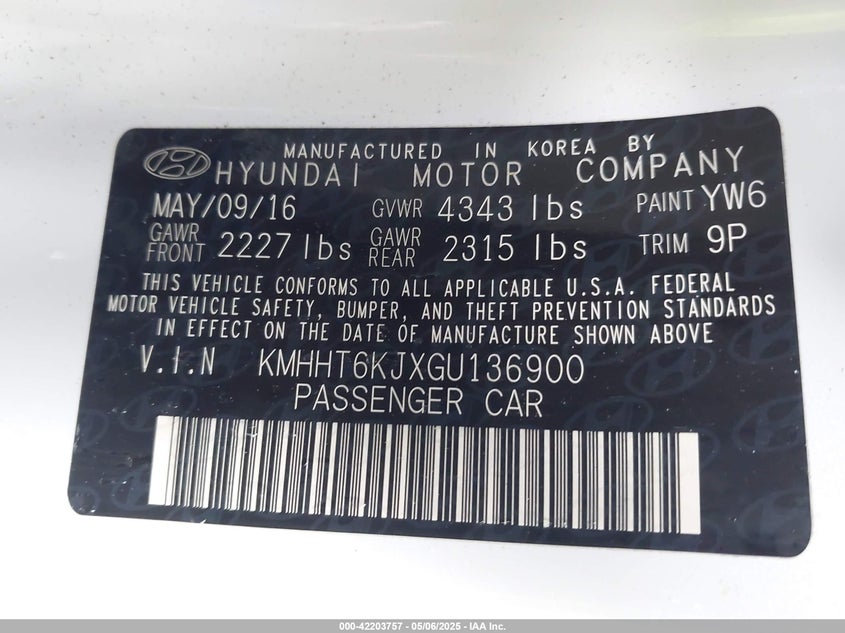 MANUFACTURED IN KOREA BY
HYUNDAI MOTOR COMPANY
MAY/09/16 GVWR 4343 lbs PAINT YW6
GAWR FRONT 2227 lbs GAWR REAR 2315 lbs TRIM 9P
THIS VEHICLE CONFORMS TO ALL APPLICABLE U.S.A. FEDERAL
MOTOR VEHICLE SAFETY, BUMPER, AND THEFT PREVENTION STANDARDS
IN EFFECT ON THE DATE OF MANUFACTURE SHOWN ABOVE
V.I.N KMHHT6KJXGU136900
PASSENGER CAR
000-42203757 - 05/06/2025 - IAA Inc.